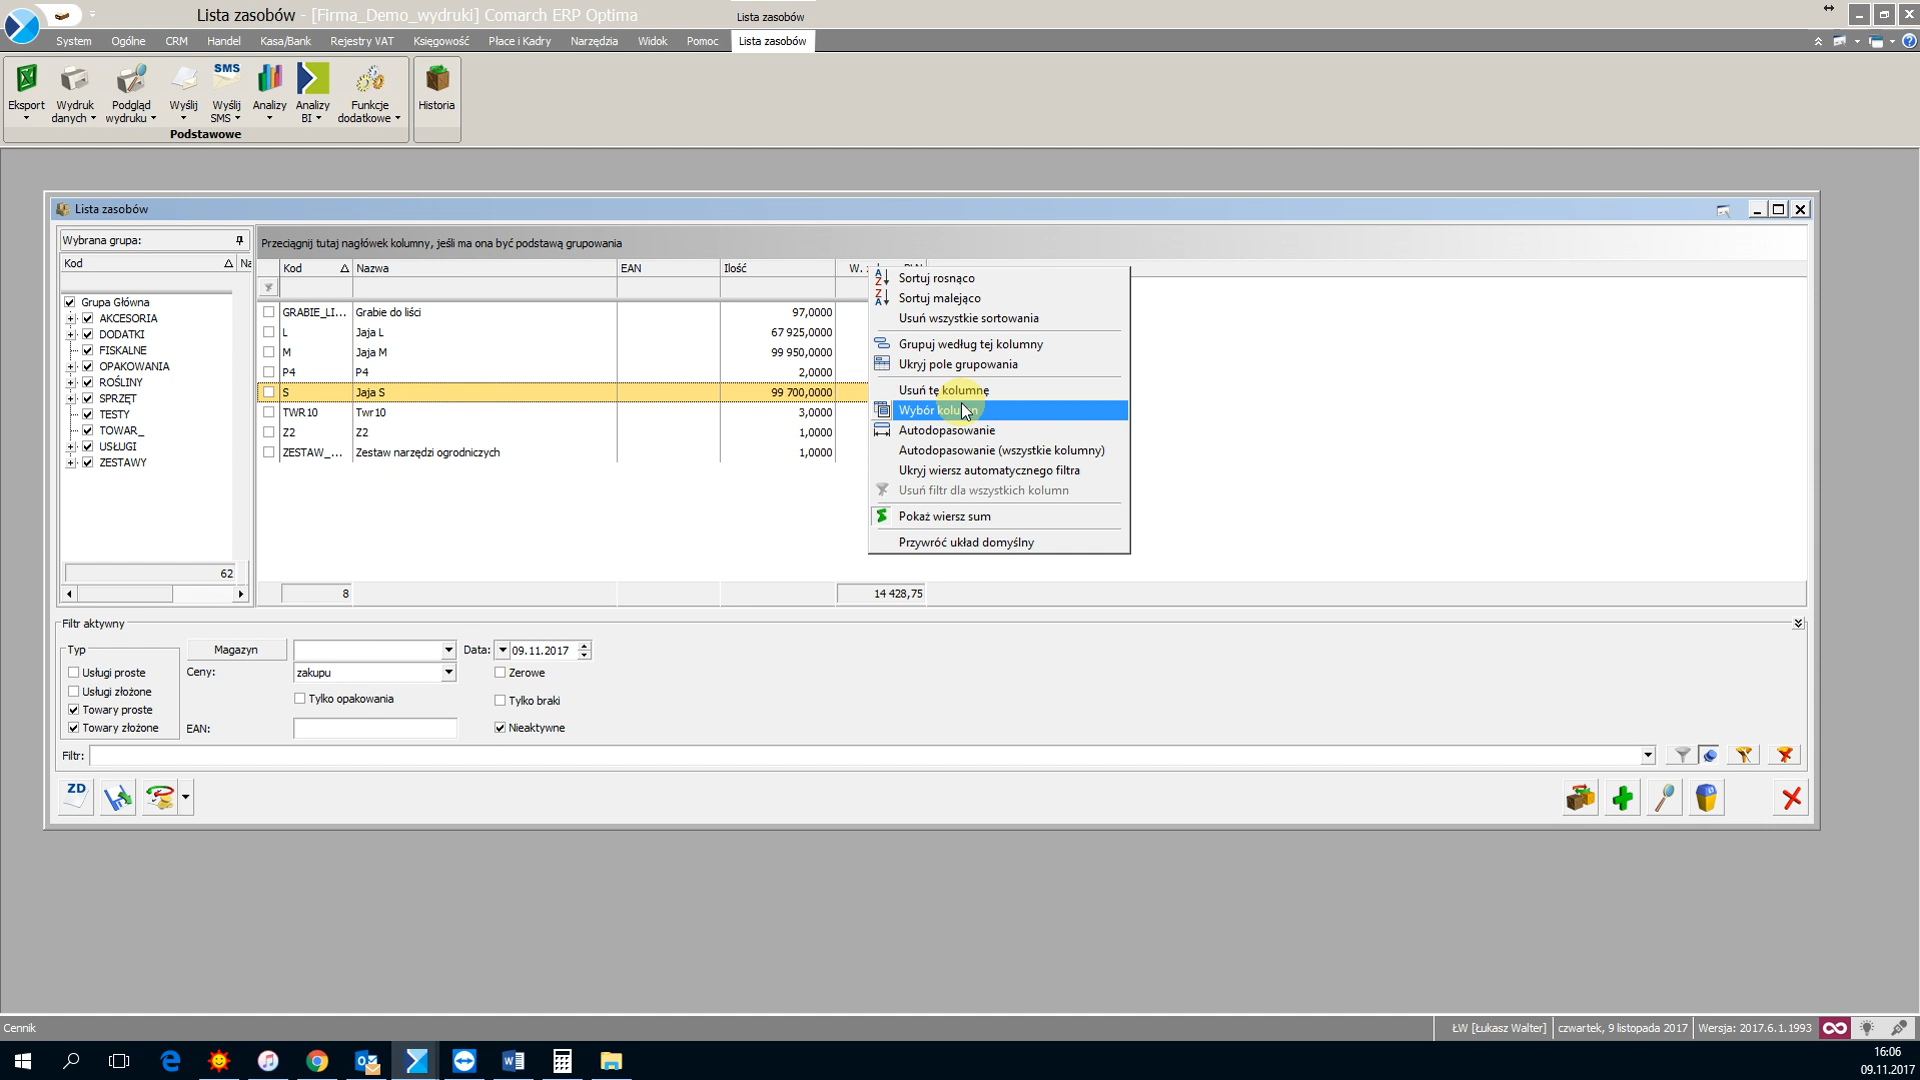 Lista zasobów - [Firma_Demo_wydruki] Comarch ERP Optima
Lista zasobów
System Ogólne CRM Handel Kasa/Bank Rejestry VAT Księgowość Płace i Kadry Narzędzia Widok Pomoc Lista zasobów
Eksport
Wydruk danych
Podgląd wydruku
Wyślij
SMS
Wyślij SMS
Analizy
Analizy BI
Funkcje dodatkowe
Historia
Podstawowe
Lista zasobów
Wybrana grupa:
Przeciągnij tutaj nagłówek kolumny, jeśli ma ona być podstawą grupowania
Kod Na
Grupa Główna
AKCESORIA
DODATKI
FISKALNE
OPAKOWANIA
ROŚLINY
SPRZĘT
TESTY
TOWAR_
USŁUGI
ZESTAWY
62
Kod Nazwa EAN Ilość W.
GRABIE_LI... Grabie do liści 97,0000
L Jaja L 67 925,0000
M Jaja M 99 950,0000
P4 P4 2,0000
S Jaja S 99 700,0000
TWR10 Twr10 3,0000
Z2 Z2 1,0000
ZESTAW_... Zestaw narzędzi ogrodniczych 1,0000
8 14 428,75
Sortuj rosnąco
Sortuj malejąco
Usuń wszystkie sortowania
Grupuj według tej kolumny
Ukryj pole grupowania
Usuń tę kolumnę
Wybór kolumn
Autodopasowanie
Autodopasowanie (wszystkie kolumny)
Ukryj wiersz automatycznego filtra
Usuń filtr dla wszystkich kolumn
Pokaż wiersz sum
Przywróć układ domyślny
Filtr aktywny
Typ
Usługi proste
Usługi złożone
Towary proste
Towary złożone
Magazyn Data: 09.11.2017
Ceny: zakupu Zerowe
Tylko opakowania Tylko braki
EAN: Nieaktywne
Filtr:
ZD
Cennik ŁW [Łukasz Walter] czwartek, 9 listopada 2017 Wersja: 2017.6.1.1993
16:06
09.11.2017